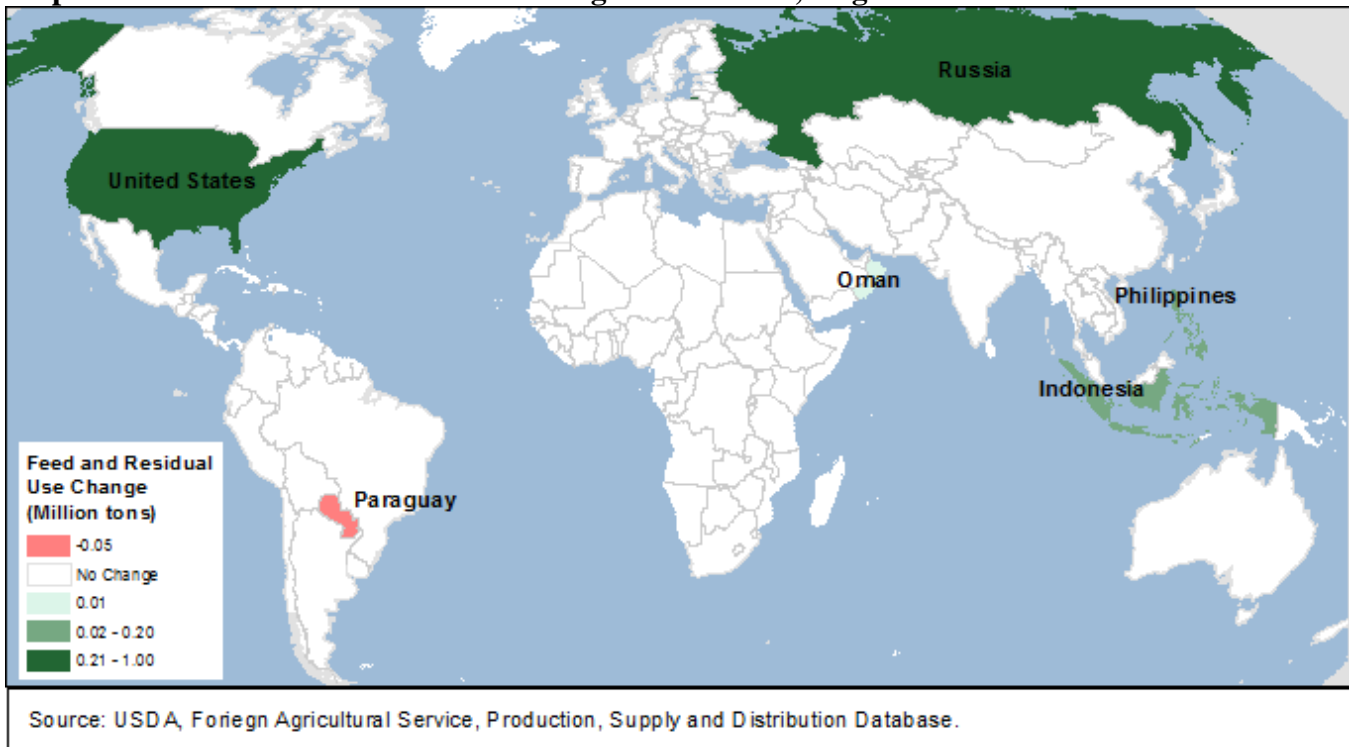 Russia
United States
Oman
Philippines
Indonesia
Paraguay
Feed and Residual
Use Change
(Million tons)
-0.05
No Change
0.01
0.02 - 0.20
0.21 - 1.00
Source: USDA, Foriegn Agricultural Service, Production, Supply and Distribution Database.